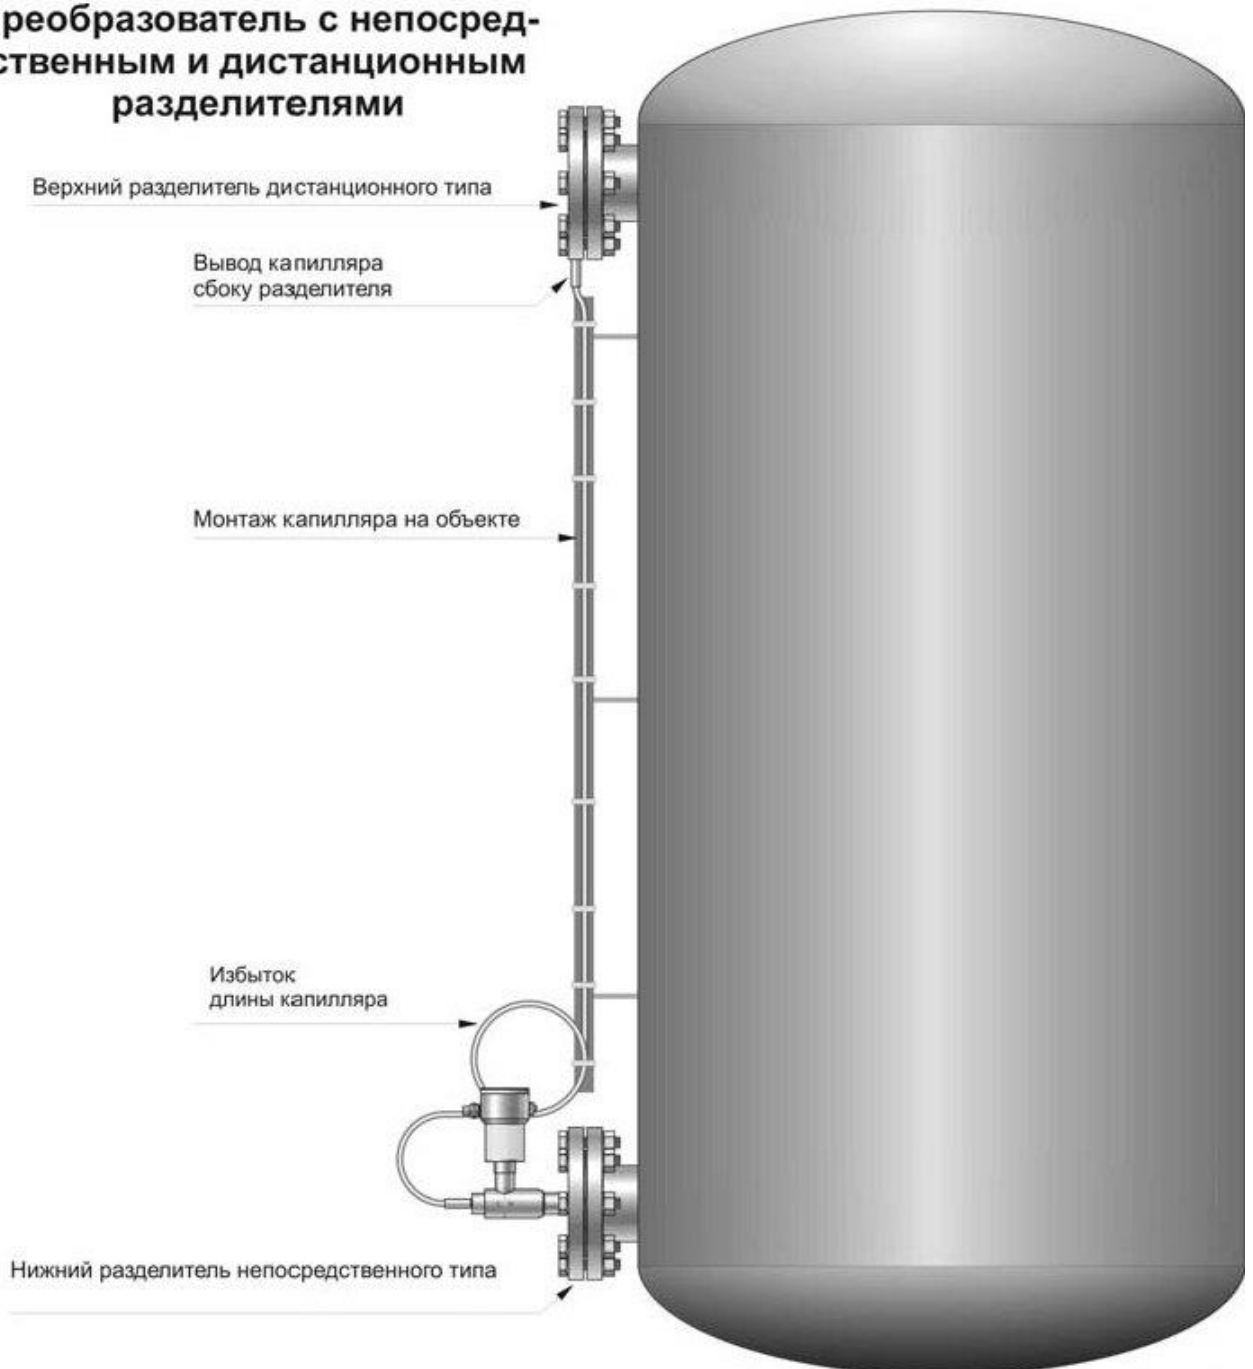 реобразователь с непосред-
ственным и дистанционным
разделителями
Верхний разделитель дистанционного типа
Вывод капилляра
сбоку разделителя
Монтаж капилляра на объекте
Избыток
длины капилляра
Нижний разделитель непосредственного типа